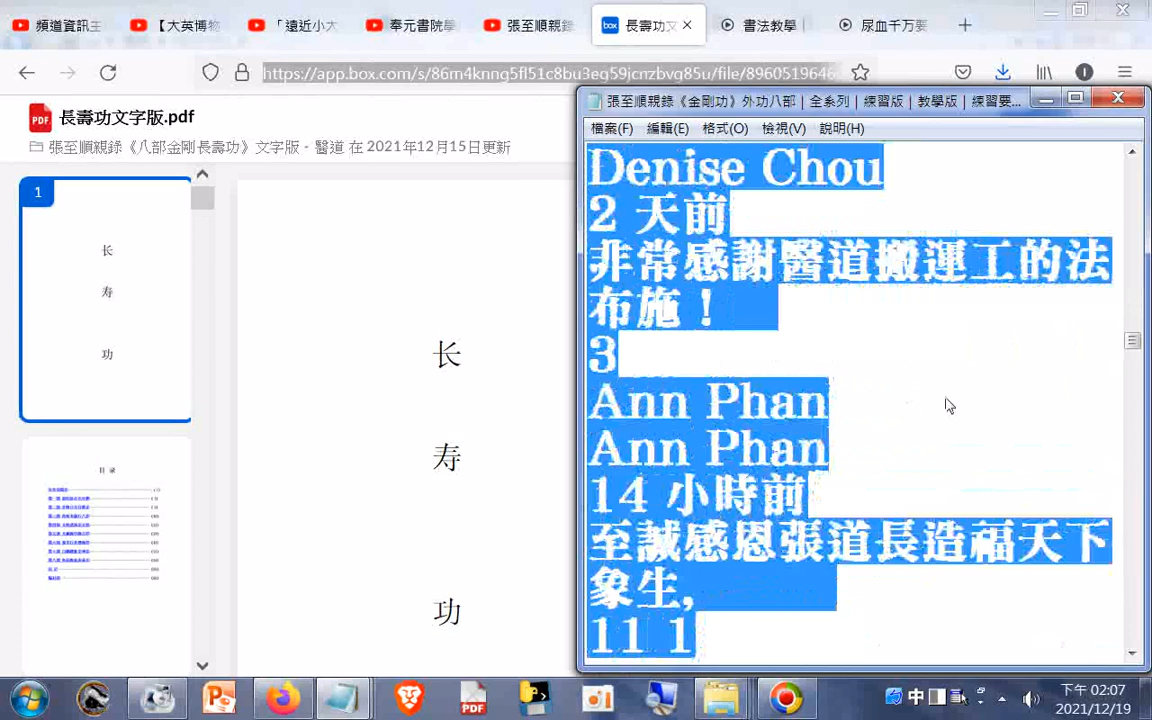 頻道資訊主
【大英博物
「遠近小大
奉元書院學
張至順親錄
box 長壽功文
書法教學
尿血千万要
https://app.box.com/s/86m4knng5fl51c8bu3eg59jcnzbvg85u/file/8960519646
PDF 長壽功文字版.pdf
張至順親錄《八部金剛長壽功》文字版・醫道 在 2021年12月15日更新
1
长
寿
功
目 录
长
寿
功
張至順親錄《金剛功》外功八部 | 全系列 | 練習版 | 教學版 | 練習要...
檔案(F) 編輯(E) 格式(O) 檢視(V) 說明(H)
Denise Chou
2 天前
非常感謝醫道搬運工的法
布施！
3
Ann Phan
Ann Phan
14 小時前
至誠感恩張道長造福天下
象生,
11 1
PDF
中
下午 02:07
2021/12/19